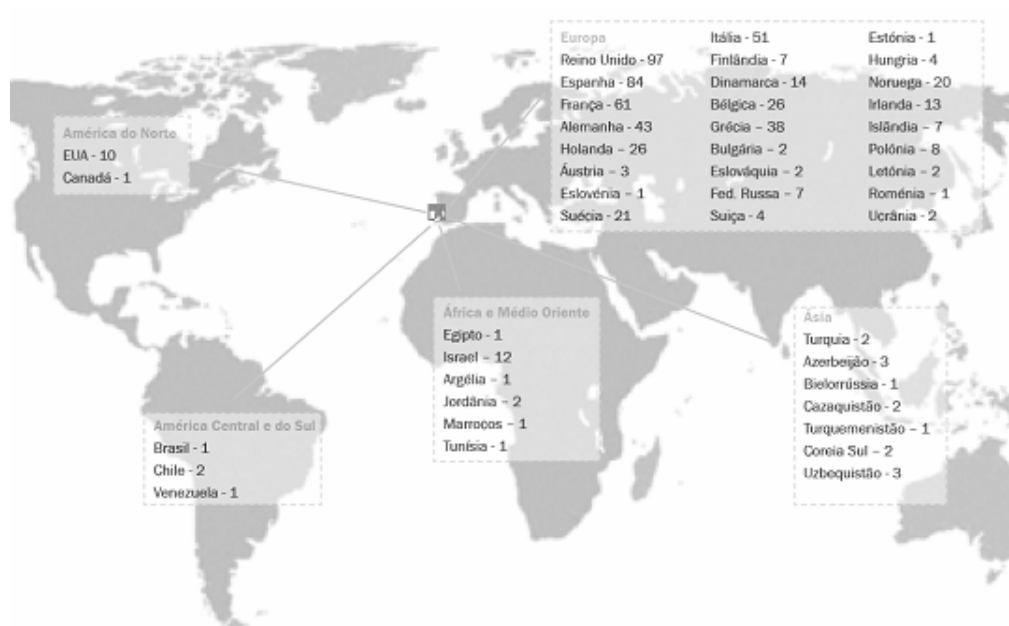 América do Norte
EUA - 10
Canadá - 1
Europa
Reino Unido - 97
Espanha - 84
França - 61
Alemanha - 43
Holanda - 26
Áustria – 3
Eslovénia – 1
Suécia - 21
Itália - 51
Finlândia - 7
Dinamarca - 14
Bélgica - 26
Grécia – 38
Bulgária – 2
Eslováquia – 2
Fed. Russa – 7
Suiça - 4
Estónia - 1
Hungria - 4
Noruega - 20
Irlanda - 13
Islândia – 7
Polónia – 8
Letónia – 2
Roménia – 1
Ucrânia - 2
América Central e do Sul
Brasil - 1
Chile - 2
Venezuela - 1
África e Médio Oriente
Egipto - 1
Israel – 12
Argélia – 1
Jordânia – 2
Marrocos – 1
Tunísia - 1
Ásia
Turquia - 2
Azerbeijão - 3
Bielorrússia - 1
Cazaquistão - 2
Turquemenistão – 1
Coreia Sul – 2
Uzbequistão - 3